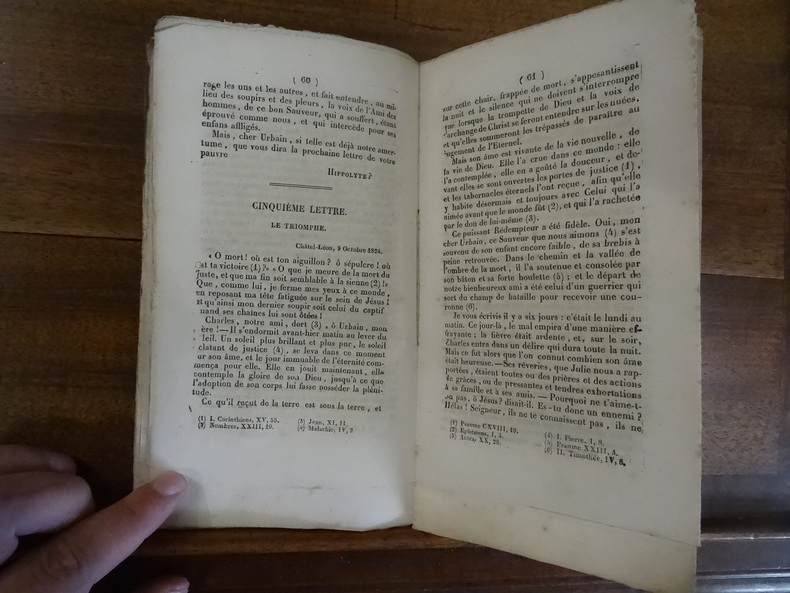 ( 60 )
rage les uns et les autres, et fait entendre, au mi-
lieu des soupirs et des pleurs, la voix de l'Ami des
hommes, de ce bon Sauveur, qui a souffert, étant
éprouvé comme nous, et qui intercède pour ses
enfans affligés.
Mais, cher Urbain, si telle est déjà notre amer-
tume, que vous dira la prochaine lettre de votre
pauvre
HIPPOLYTE?
CINQUIÈME LETTRE.
LE TRIOMPHE.
Châtel-Léon, 9 Octobre 1824.
« O mort! où est ton aiguillon? ô sépulcre! où
est ta victoire (1)?» « O que je meure de la mort du
juste, et que ma fin soit semblable à la sienne (2)!»
Que, comme lui, je ferme mes yeux à ce monde,
en reposant ma tête fatiguée sur le sein de Jésus!
et qu'ainsi mon dernier soupir soit celui du captif
quand ses chaînes lui sont ôtées!
Charles, notre ami, dort (3), ô Urbain, mon
ère!—Il s'endormit avant-hier matin au lever du
leil. Un soleil plus brillant et plus pur, le soleil
clatant de justice (4), se leva dans ce moment
ur son âme, et le jour immuable de l'éternité com-
mença pour elle. Elle en jouit maintenant, elle
contemple la gloire de son Dieu, jusqu'à ce que
l'adoption de son corps lui fasse posséder la pléni-
tude.
Ce qu'il reçut de la terre est sous la terre, et
(1) I. Corinthiens, XV, 55.
(2) Nombres, XXIII, 10.
(3) Jean, XI, 11.
(4) Malachie, IV, 2.
( 61 )
sur cette chair, frappée de mort, s'appesantissent
la nuit et le silence qui ne doivent s'interrompre
que lorsque la trompette de Dieu et la voix de
l'archange de Christ se feront entendre sur les nuées,
et qu'elles sommeront les trépassés de paraître au
jugement de l'Eternel.
Mais son âme est vivante de la vie nouvelle, de
la vie de Dieu. Elle l'a crue dans ce monde : elle
l'a contemplée, elle en a goûté la douceur, et de-
vant elles se sont ouvertes les portes de justice (1),
et les tabernacles éternels l'ont reçue, afin qu'elle
y habite désormais et toujours avec Celui qui l'a
aimée avant que le monde fût (2), et qui l'a rachetée
par le don de lui-même (3).
Ce puissant Rédempteur a été fidèle. Oui, mon
cher Urbain, ce Sauveur que nous aimons (4) s'est
souvenu de son enfant encore faible, de sa brebis à
peine retrouvée. Dans le chemin et la vallée de
l'ombre de la mort, il l'a soutenue et consolée par
son bâton et sa forte houlette (5); et le départ de
notre bienheureux ami a été celui d'un guerrier qui
sort du champ de bataille pour recevoir une cou-
ronne (6).
Je vous écrivis il y a six jours : c'était le lundi au
matin. Ce jour-là, le mal empira d'une manière ef-
frayante; la fièvre était ardente, et, sur le soir,
Charles entra dans un délire qui dura toute la nuit.
Mais ce fut alors que l'on connut combien son âme
était heureuse. — Ses rêveries, que Julie nous a rap-
portées, étaient toutes ou des prières et des actions
de grâces, ou de pressantes et tendres exhortations
à sa famille et à ses amis. — Pourquoi ne t'aime-t-
on pas, ô Jésus? disait-il. Es-tu donc un ennemi?
Hélas! Seigneur, ils ne te connaissent pas, ils ne
(1) Psaume CXVIII, 19.
(2) Ephésiens, I, 4.
(3) Actes XX, 28.
(4) I. Pierre, I, 8.
(5) Psaume XXIII, 4.
(6) II. Timothée, IV, 8.